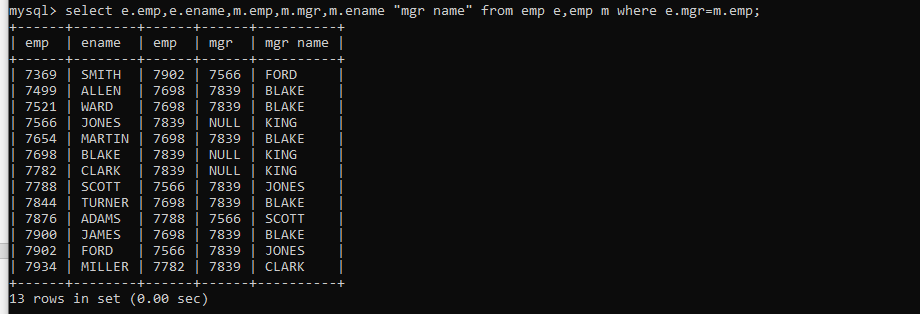 mysql> select e.emp,e.ename,m.emp,m.mgr,m.ename "mgr name" from emp e,emp m where e.mgr=m.emp;
+------+--------+------+------+----------+
| emp  | ename  | emp  | mgr  | mgr name |
+------+--------+------+------+----------+
| 7369 | SMITH  | 7902 | 7566 | FORD     |
| 7499 | ALLEN  | 7698 | 7839 | BLAKE    |
| 7521 | WARD   | 7698 | 7839 | BLAKE    |
| 7566 | JONES  | 7839 | NULL | KING     |
| 7654 | MARTIN | 7698 | 7839 | BLAKE    |
| 7698 | BLAKE  | 7839 | NULL | KING     |
| 7782 | CLARK  | 7839 | NULL | KING     |
| 7788 | SCOTT  | 7566 | 7839 | JONES    |
| 7844 | TURNER | 7698 | 7839 | BLAKE    |
| 7876 | ADAMS  | 7788 | 7566 | SCOTT    |
| 7900 | JAMES  | 7698 | 7839 | BLAKE    |
| 7902 | FORD   | 7566 | 7839 | JONES    |
| 7934 | MILLER | 7782 | 7839 | CLARK    |
+------+--------+------+------+----------+
13 rows in set (0.00 sec)